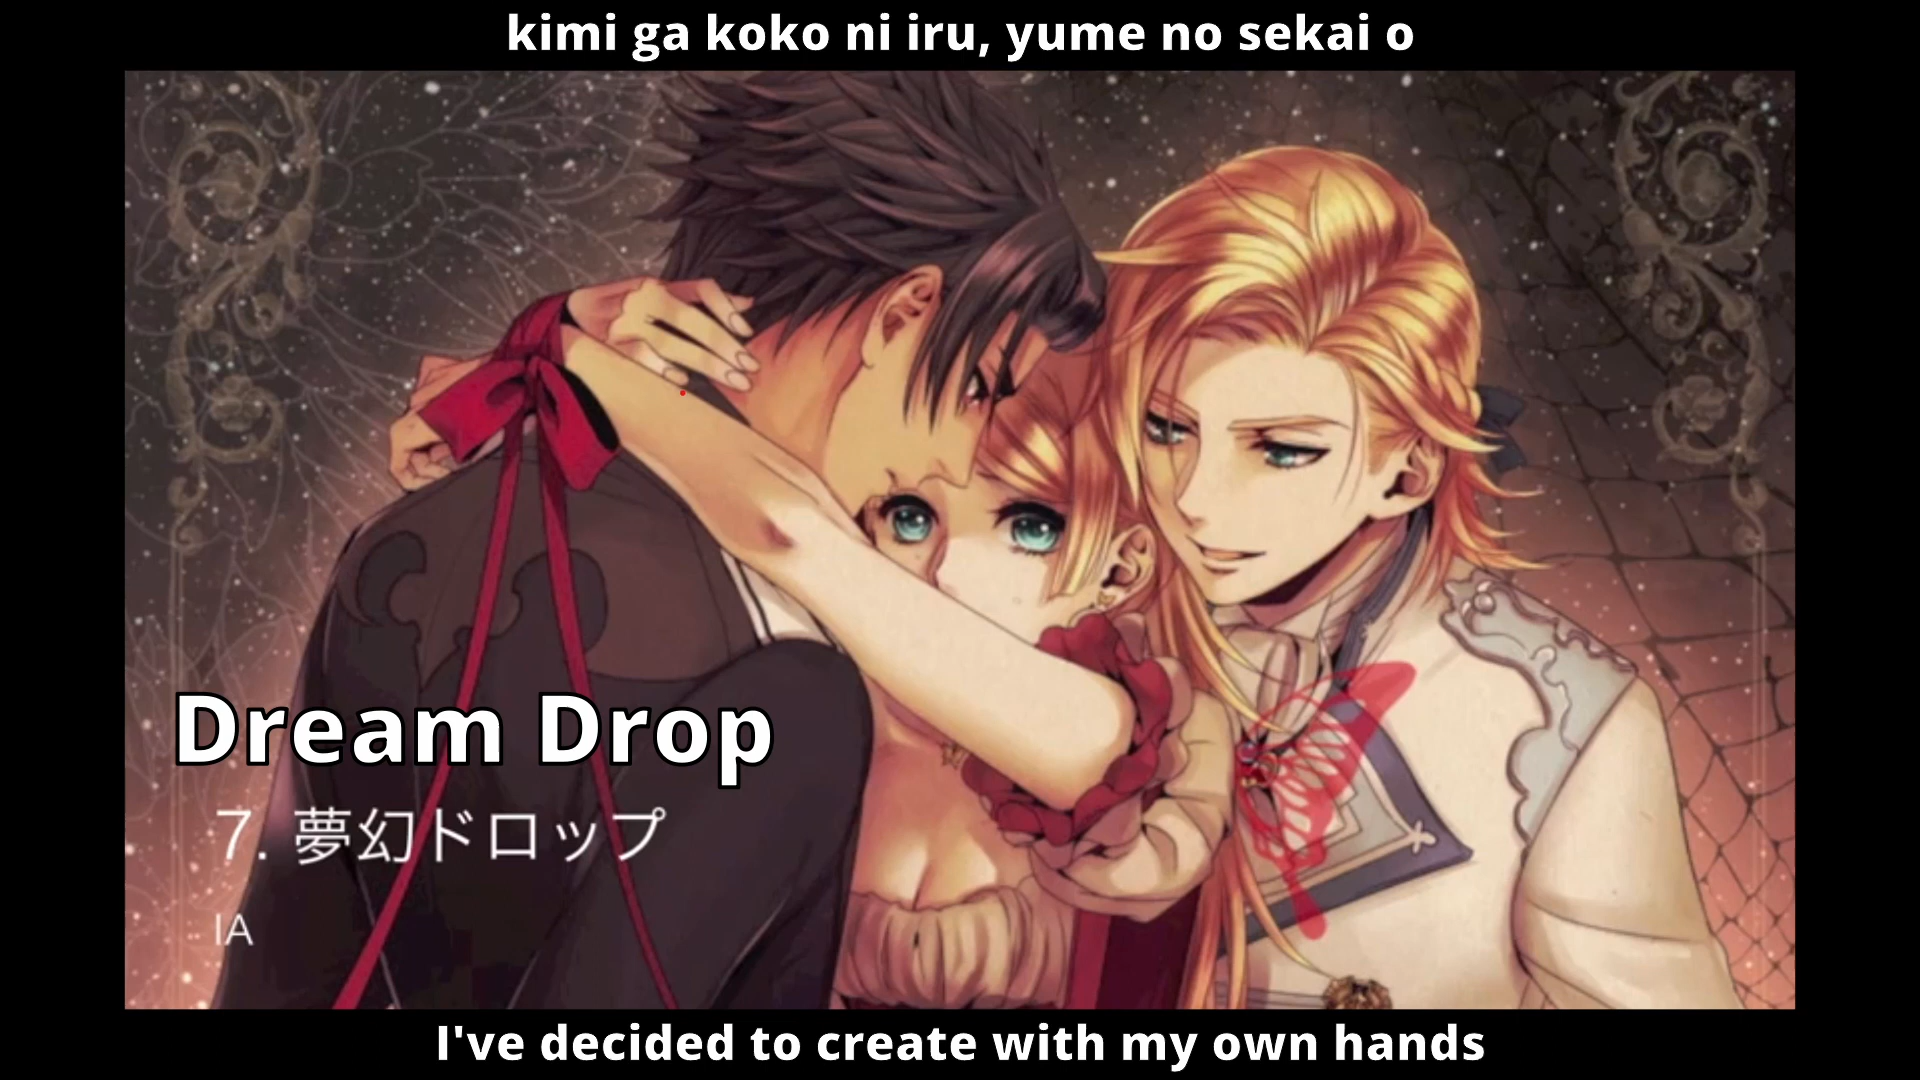 kimi ga koko ni iru, yume no sekai o
Dream Drop
7. 夢幻ドロップ
IA
I've decided to create with my own hands